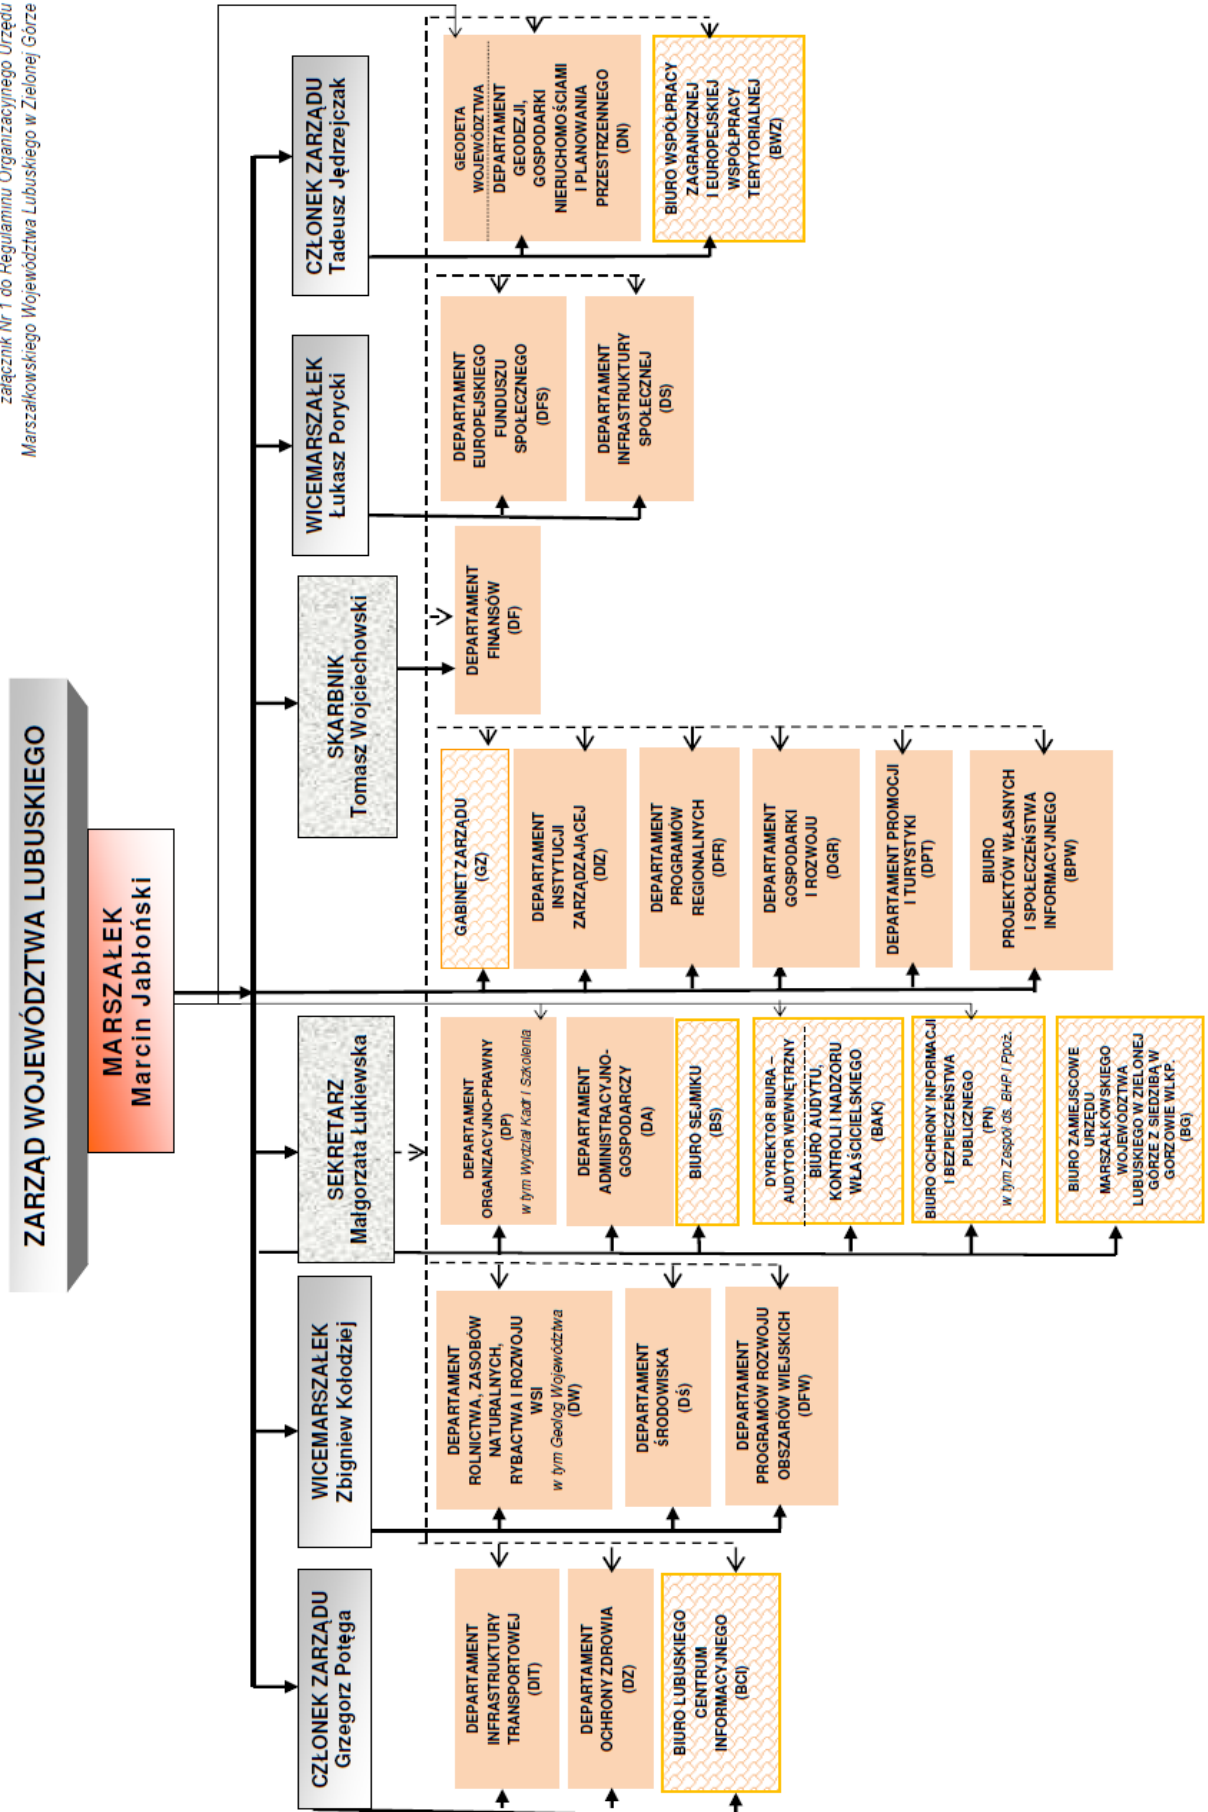 załącznik Nr 1 do Regulaminu Organizacyjnego Urzędu
Marszałkowskiego Województwa Lubuskiego w Zielonej Górze
ZARZĄD WOJEWÓDZTWA LUBUSKIEGO
MARSZAŁEK
Marcin Jabłoński
CZŁONEK ZARZĄDU
Grzegorz Potęga
WICEMARSZAŁEK
Zbigniew Kołodziej
SEKRETARZ
Małgorzata Łukiewska
SKARBNIK
Tomasz Wojciechowski
WICEMARSZAŁEK
Łukasz Porycki
CZŁONEK ZARZĄDU
Tadeusz Jędrzejczak
DEPARTAMENT
INFRASTRUKTURY
TRANSPORTOWEJ
(DIT)
DEPARTAMENT
OCHRONY ZDROWIA
(DZ)
BIURO LUBUSKIEGO
CENTRUM
INFORMACYJNEGO
(BCI)
DEPARTAMENT
ROLNICTWA, ZASOBÓW
NATURALNYCH,
RYBACTWA I ROZWOJU
WSI
(DW)
w tym Geolog Województwa
DEPARTAMENT
ŚRODOWISKA
(DŚ)
DEPARTAMENT
PROGRAMÓW ROZWOJU
OBSZARÓW WIEJSKICH
(DFW)
DEPARTAMENT
ORGANIZACYJNO-PRAWNY
(DP)
w tym Wydział Kadr i Szkolenia
DEPARTAMENT
ADMINISTRACYJNO-
GOSPODARCZY
(DA)
BIURO SEJMIKU
(BS)
DYREKTOR BIURA –
AUDYTOR WEWNĘTRZNY
BIURO AUDYTU,
KONTROLI I NADZORU
WŁAŚCICIELSKIEGO
(BAK)
BIURO OCHRONY INFORMACJI
I BEZPIECZEŃSTWA
PUBLICZNEGO
(PN)
w tym Zespół ds. BHP i Ppoż.
BIURO ZAMIEJSCOWE
URZĘDU
MARSZAŁKOWSKIEGO
WOJEWÓDZTWA
LUBUSKIEGO W ZIELONEJ
GÓRZE Z SIEDZIBĄ W
GORZOWIE WLKP.
(BG)
GABINET ZARZĄDU
(GZ)
DEPARTAMENT
INSTYTUCJI
ZARZĄDZAJĄCEJ
(DIZ)
DEPARTAMENT
PROGRAMÓW
REGIONALNYCH
(DFR)
DEPARTAMENT
GOSPODARKI
I ROZWOJU
(DGR)
DEPARTAMENT PROMOCJI
I TURYSTYKI
(DPT)
BIURO
PROJEKTÓW WŁASNYCH
I SPOŁECZEŃSTWA
INFORMACYJNEGO
(BPW)
DEPARTAMENT
FINANSÓW
(DF)
DEPARTAMENT
EUROPEJSKIEGO
FUNDUSZU
SPOŁECZNEGO
(DFS)
DEPARTAMENT
INFRASTRUKTURY
SPOŁECZNEJ
(DS)
GEODETA
WOJEWÓDZTWA
DEPARTAMENT
GEODEZJI,
GOSPODARKI
NIERUCHOMOŚCIAMI
I PLANOWANIA
PRZESTRZENNEGO
(DN)
BIURO WSPÓŁPRACY
ZAGRANICZNEJ
I EUROPEJSKIEJ
WSPÓŁPRACY
TERYTORIALNEJ
(BWZ)